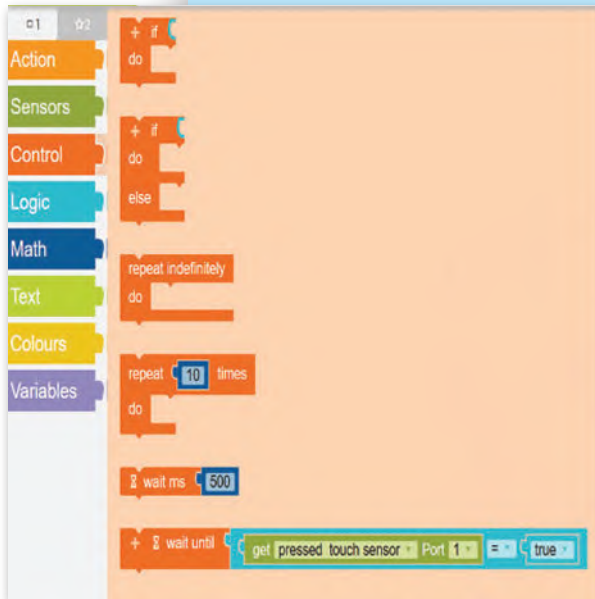 1 2
Action
Sensors
Control
Logic
Math
Text
Colours
Variables
+ if
do
+ if
do
else
repeat indefinitely
do
repeat 10 times
do
wait ms 500
+ wait until get pressed touch sensor Port 1 = true